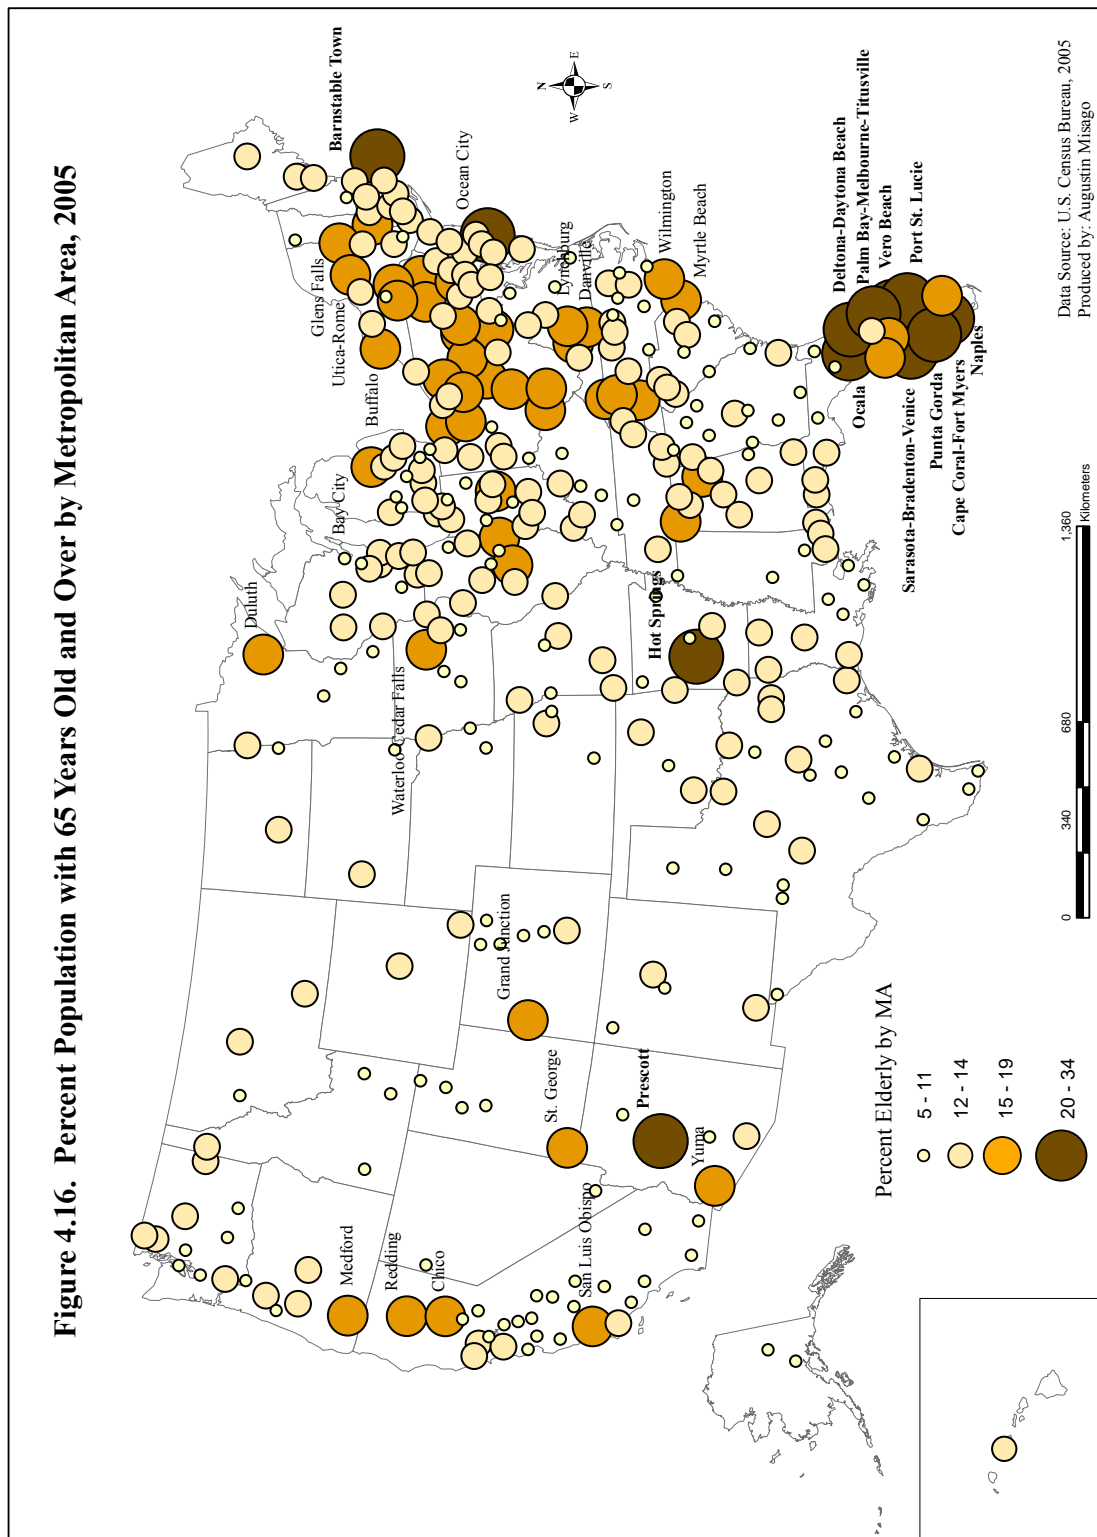 Figure 4.16. Percent Population with 65 Years Old and Over by Metropolitan Area, 2005
Barnstable Town
Ocean City
N
W
E
S
Glens Falls
Utica-Rome
Buffalo
Bay City
Duluth
Lynchburg
Danville
Wilmington
Myrtle Beach
Waterloo-Cedar Falls
Hot Springs
Grand Junction
St. George
Prescott
Yuma
San Luis Obispo
Medford
Redding
Chico
Deltona-Daytona Beach
Palm Bay-Melbourne-Titusville
Vero Beach
Port St. Lucie
Ocala
Sarasota-Bradenton-Venice
Punta Gorda
Cape Coral-Fort Myers
Naples
Percent Elderly by MA
5 - 11
12 - 14
15 - 19
20 - 34
0
340
680
1,360
Kilometers
Data Source: U.S. Census Bureau, 2005
Produced by: Augustin Misago